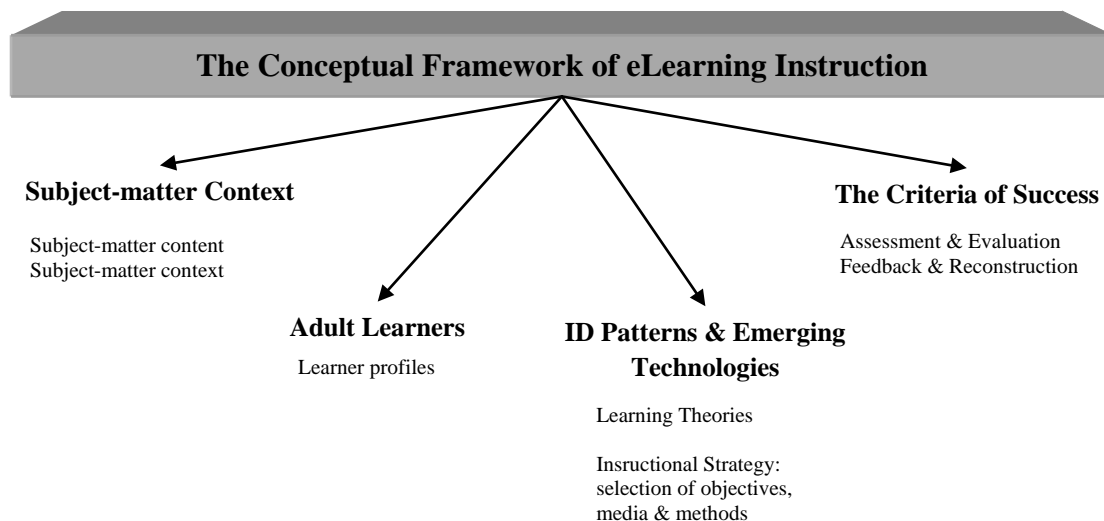 The Conceptual Framework of eLearning Instruction
Subject-matter Context
Subject-matter content
Subject-matter context
Adult Learners
Learner profiles
ID Patterns & Emerging
Technologies
Learning Theories
Insructional Strategy:
selection of objectives,
media & methods
The Criteria of Success
Assessment & Evaluation
Feedback & Reconstruction